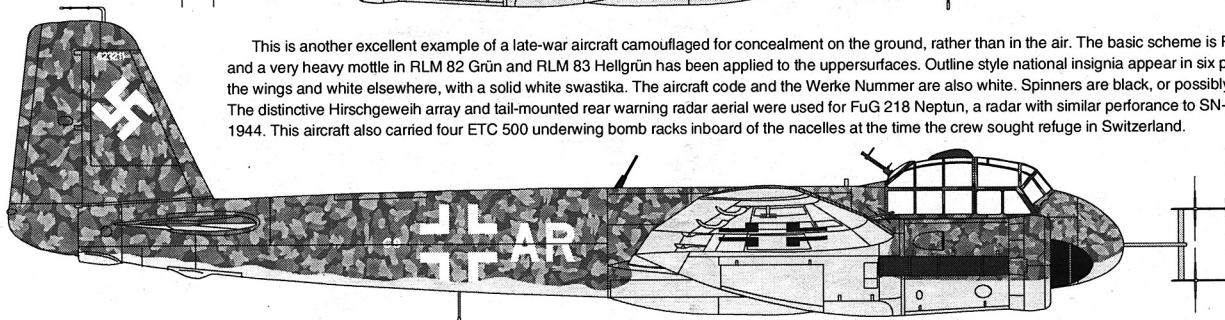 This is another excellent example of a late-war aircraft camouflaged for concealment on the ground, rather than in the air. The basic scheme is
and a very heavy mottle in RLM 82 Grün and RLM 83 Hellgrün has been applied to the uppersurfaces. Outline style national insignia appear in six
the wings and white elsewhere, with a solid white swastika. The aircraft code and the Werke Nummer are also white. Spinners are black, or possibly
The distinctive Hirschgeweih array and tail-mounted rear warning radar aerial were used for FuG 218 Neptun, a radar with similar perforance to SN-
1944. This aircraft also carried four ETC 500 underwing bomb racks inboard of the nacelles at the time the crew sought refuge in Switzerland.
AR